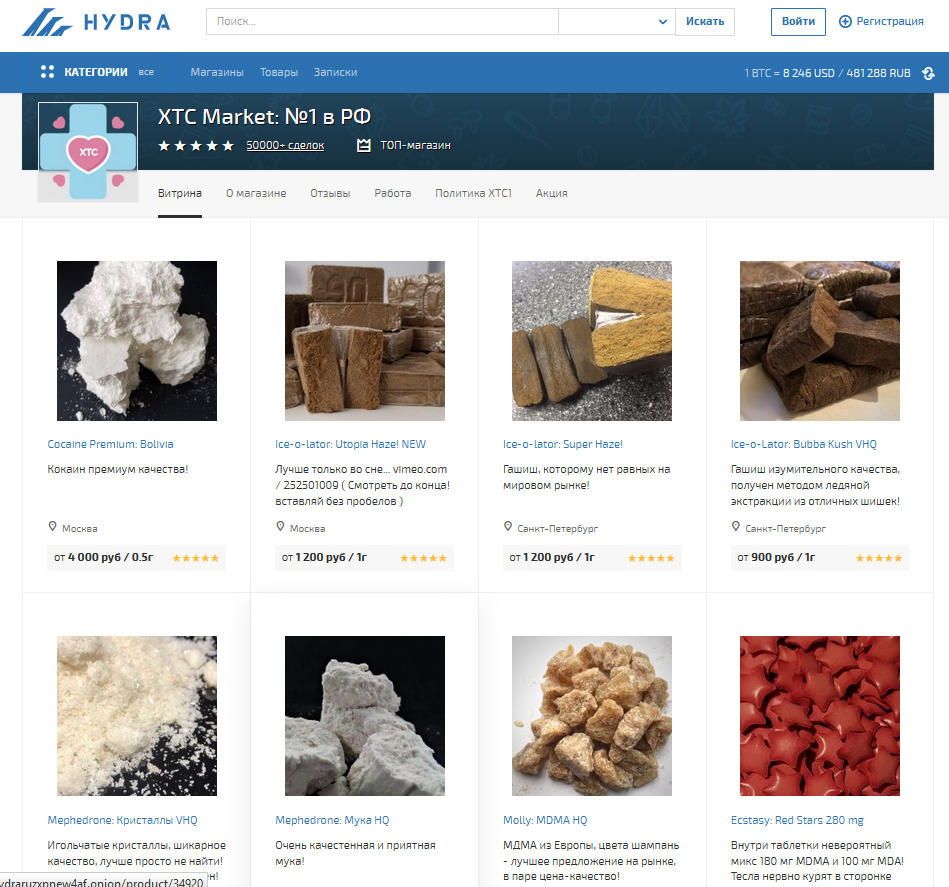 HYDRA
Поиск...
Искать
Войти
Регистрация
КАТЕГОРИИ все
Магазины
Товары
Записки
1 BTC = 8 246 USD / 481 288 RUB
XTC
XTC Market: №1 в РФ
50000+ сделок
ТОП-магазин
Витрина
О магазине
Отзывы
Работа
Политика XTC1
Акция
Cocaine Premium: Bolivia
Кокаин премиум качества!
Москва
от 4 000 руб / 0.5г
Ice-o-lator: Utopia Haze! NEW
Лучше только во сне... vimeo.com
/ 252501009 ( Смотреть до конца!
вставляй без пробелов )
Москва
от 1 200 руб / 1г
Ice-o-lator: Super Haze!
Гашиш, которому нет равных на
мировом рынке!
Санкт-Петербург
от 1 200 руб / 1г
Ice-o-Lator: Bubba Kush VHQ
Гашиш изумительного качества,
получен методом ледяной
экстракции из отличных шишек!
Санкт-Петербург
от 900 руб / 1г
Mephedrone: Кристаллы VHQ
Игольчатые кристаллы, шикарное
качество, лучше просто не найти!
Mephedrone: Мука HQ
Очень качестенная и приятная
мука!
Molly: MDMA HQ
МДМА из Европы, цвета шампань
- лучшее предложение на рынке,
в паре цена-качество!
Ecstasy: Red Stars 280 mg
Внутри таблетки невероятный
микс 180 мг MDMA и 100 мг MDA!
Тесла нервно курят в сторонке
ydraruzxpnew4af.onion/product/34920